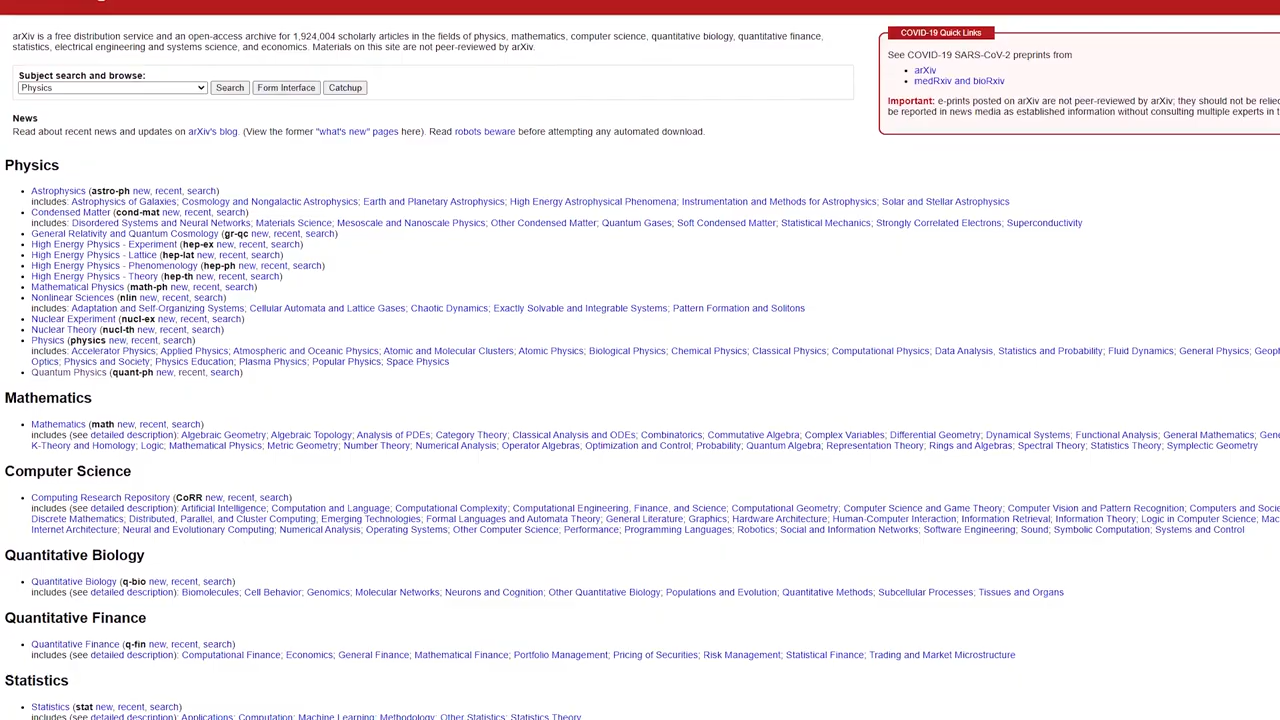 arXiv is a free distribution service and an open-access archive for 1,924,004 scholarly articles in the fields of physics, mathematics, computer science, quantitative biology, quantitative finance,
statistics, electrical engineering and systems science, and economics. Materials on this site are not peer-reviewed by arXiv.
Subject search and browse:
Physics Search Form Interface Catchup
News
Read about recent news and updates on arXiv's blog. (View the former "what's new" pages here). Read robots beware before attempting any automated download.
COVID-19 Quick Links
See COVID-19 SARS-CoV-2 preprints from
• arXiv
• medRxiv and bioRxiv
Important: e-prints posted on arXiv are not peer-reviewed by arXiv; they should not be relied
be reported in news media as established information without consulting multiple experts in t
Physics
• Astrophysics (astro-ph new, recent, search)
includes: Astrophysics of Galaxies; Cosmology and Nongalactic Astrophysics; Earth and Planetary Astrophysics; High Energy Astrophysical Phenomena; Instrumentation and Methods for Astrophysics; Solar and Stellar Astrophysics
• Condensed Matter (cond-mat new, recent, search)
includes: Disordered Systems and Neural Networks; Materials Science; Mesoscale and Nanoscale Physics; Other Condensed Matter; Quantum Gases; Soft Condensed Matter; Statistical Mechanics; Strongly Correlated Electrons; Superconductivity
• General Relativity and Quantum Cosmology (gr-qc new, recent, search)
• High Energy Physics - Experiment (hep-ex new, recent, search)
• High Energy Physics - Lattice (hep-lat new, recent, search)
• High Energy Physics - Phenomenology (hep-ph new, recent, search)
• High Energy Physics - Theory (hep-th new, recent, search)
• Mathematical Physics (math-ph new, recent, search)
• Nonlinear Sciences (nlin new, recent, search)
includes: Adaptation and Self-Organizing Systems; Cellular Automata and Lattice Gases; Chaotic Dynamics; Exactly Solvable and Integrable Systems; Pattern Formation and Solitons
• Nuclear Experiment (nucl-ex new, recent, search)
• Nuclear Theory (nucl-th new, recent, search)
• Physics (physics new, recent, search)
includes: Accelerator Physics; Applied Physics; Atmospheric and Oceanic Physics; Atomic and Molecular Clusters; Atomic Physics; Biological Physics; Chemical Physics; Classical Physics; Computational Physics; Data Analysis, Statistics and Probability; Fluid Dynamics; General Physics; Geoph
Optics; Physics and Society; Physics Education; Plasma Physics; Popular Physics; Space Physics
• Quantum Physics (quant-ph new, recent, search)
Mathematics
• Mathematics (math new, recent, search)
includes (see detailed description): Algebraic Geometry; Algebraic Topology; Analysis of PDEs; Category Theory; Classical Analysis and ODEs; Combinatorics; Commutative Algebra; Complex Variables; Differential Geometry; Dynamical Systems; Functional Analysis; General Mathematics; Gene
K-Theory and Homology; Logic; Mathematical Physics; Metric Geometry; Number Theory; Numerical Analysis; Operator Algebras; Optimization and Control; Probability; Quantum Algebra; Representation Theory; Rings and Algebras; Spectral Theory; Statistics Theory; Symplectic Geometry
Computer Science
• Computing Research Repository (CoRR new, recent, search)
includes (see detailed description): Artificial Intelligence; Computation and Language; Computational Complexity; Computational Engineering, Finance, and Science; Computational Geometry; Computer Science and Game Theory; Computer Vision and Pattern Recognition; Computers and Socie
Discrete Mathematics; Distributed, Parallel, and Cluster Computing; Emerging Technologies; Formal Languages and Automata Theory; General Literature; Graphics; Hardware Architecture; Human-Computer Interaction; Information Retrieval; Information Theory; Logic in Computer Science; Mac
Internet Architecture; Neural and Evolutionary Computing; Numerical Analysis; Operating Systems; Other Computer Science; Performance; Programming Languages; Robotics; Social and Information Networks; Software Engineering; Sound; Symbolic Computation; Systems and Control
Quantitative Biology
• Quantitative Biology (q-bio new, recent, search)
includes (see detailed description): Biomolecules; Cell Behavior; Genomics; Molecular Networks; Neurons and Cognition; Other Quantitative Biology; Populations and Evolution; Quantitative Methods; Subcellular Processes; Tissues and Organs
Quantitative Finance
• Quantitative Finance (q-fin new, recent, search)
includes (see detailed description): Computational Finance; Economics; General Finance; Mathematical Finance; Portfolio Management; Pricing of Securities; Risk Management; Statistical Finance; Trading and Market Microstructure
Statistics
• Statistics (stat new, recent, search)
includes (see detailed description): Applications; Computation; Machine Learning; Methodology; Other Statistics; Statistics Theory